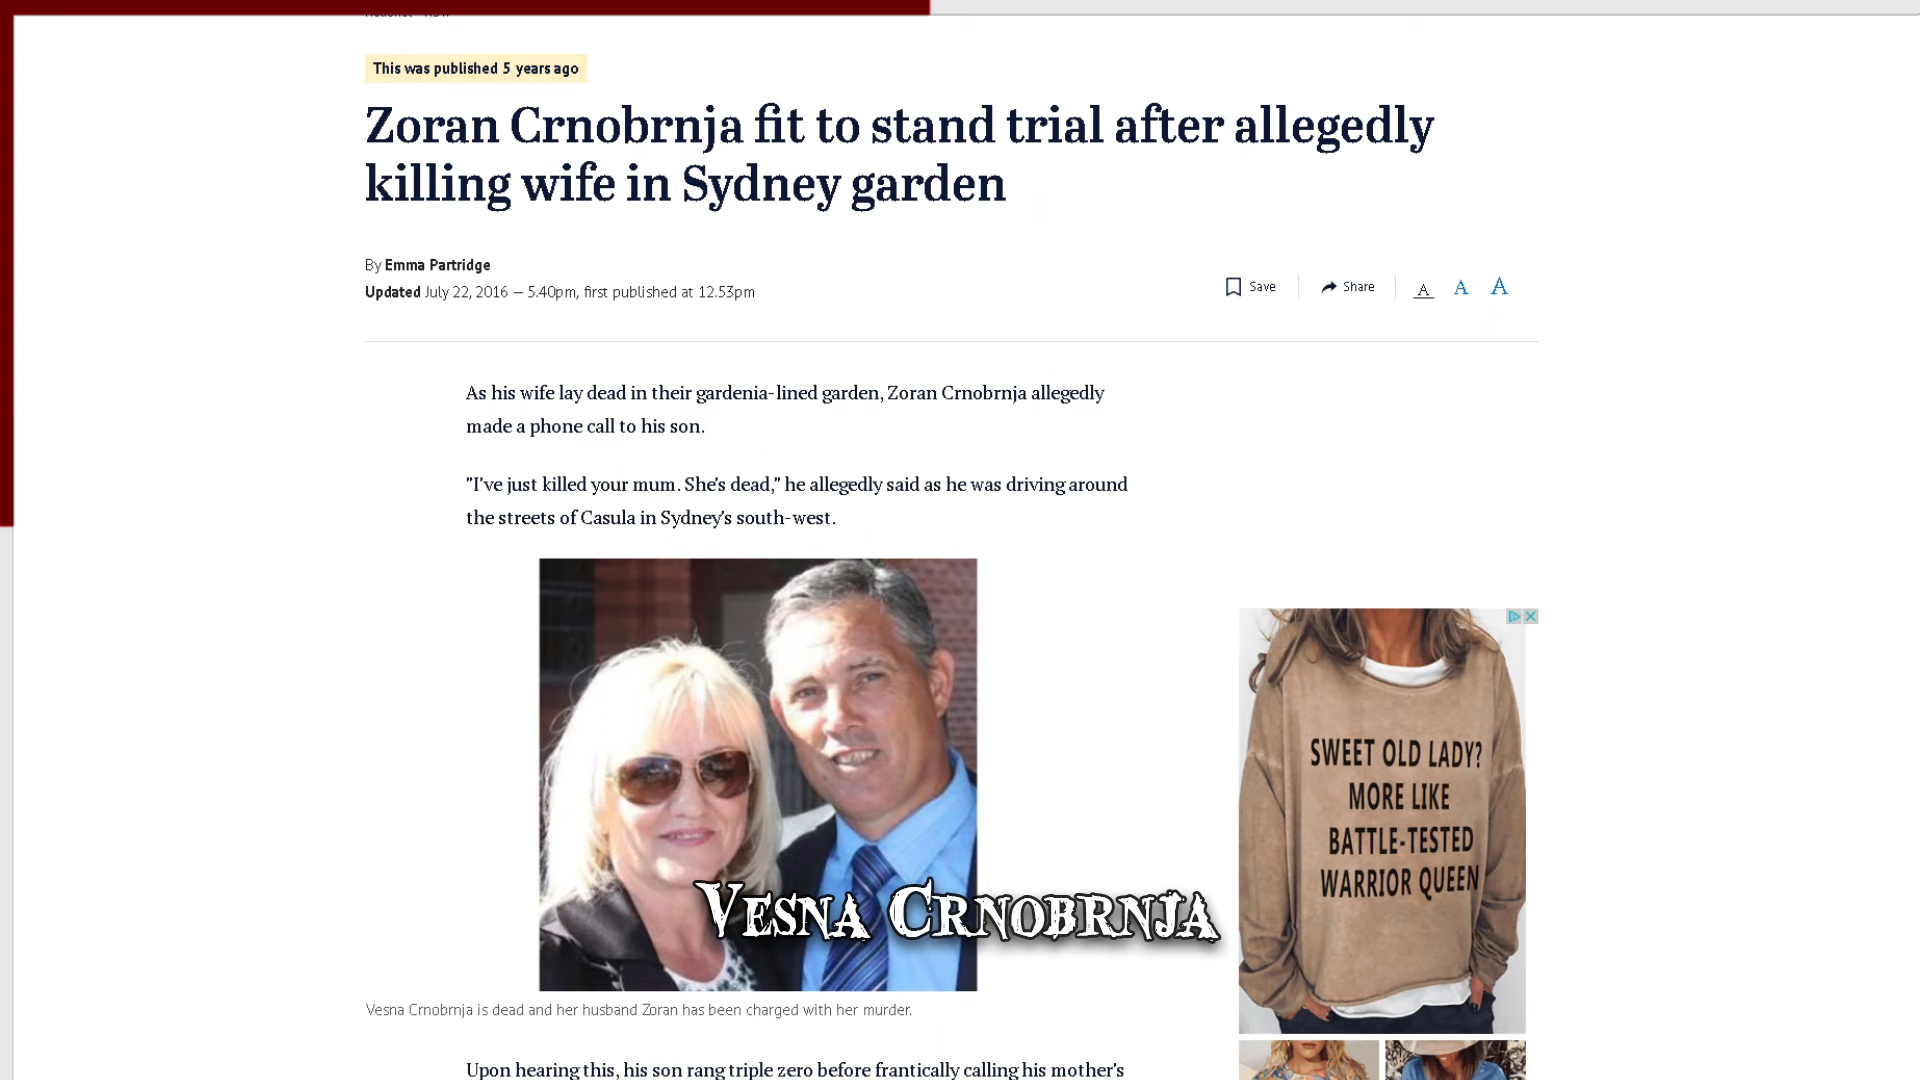 This was published 5 years ago
Zoran Crnobrnja fit to stand trial after allegedly
killing wife in Sydney garden
By Emma Partridge
Updated July 22, 2016 — 5.40pm, first published at 12.53pm
Save
Share
A A A
As his wife lay dead in their gardenia-lined garden, Zoran Crnobrnja allegedly
made a phone call to his son.
"I've just killed your mum. She's dead," he allegedly said as he was driving around
the streets of Casula in Sydney's south-west.
SWEET OLD LADY?
MORE LIKE
BATTLE-TESTED
WARRIOR QUEEN
VESNA CRNOBRNJA
Vesna Crnobrnja is dead and her husband Zoran has been charged with her murder.
Upon hearing this, his son rang triple zero before frantically calling his mother's